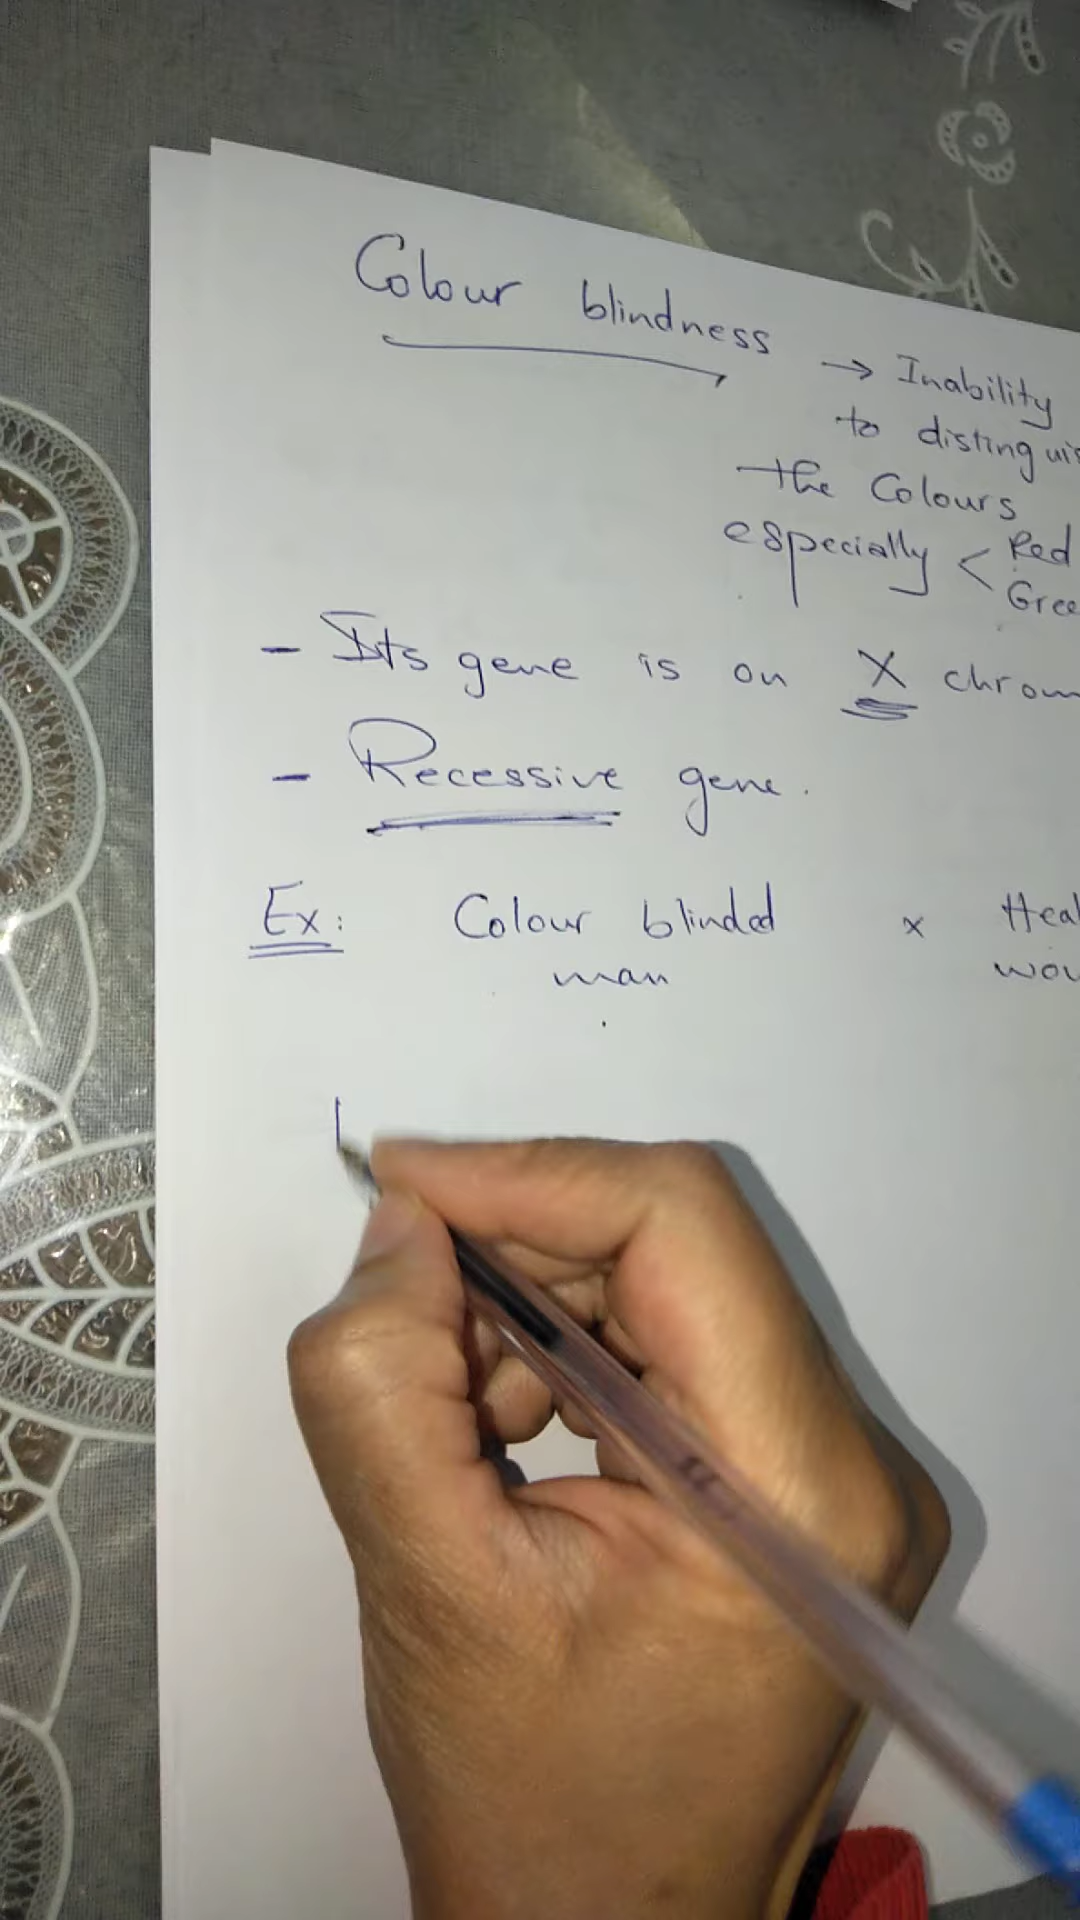 Colour blindness → Inability
to distinguis
the Colours
especially < Red
Gree
- Its gene is on X chrom
- Recessive gene.
Ex: Colour blinded x Heal
man wo